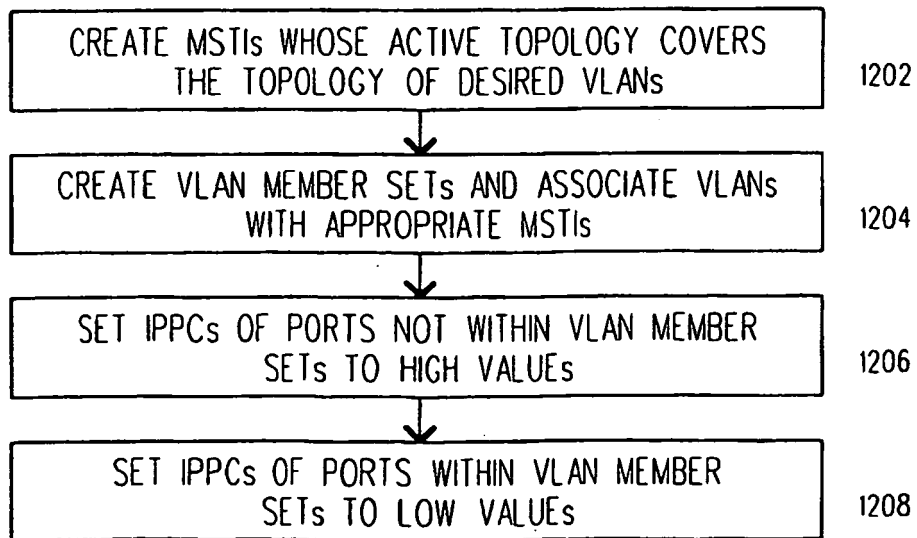 CREATE MSTIs WHOSE ACTIVE TOPOLOGY COVERS
THE TOPOLOGY OF DESIRED VLANs
1202
CREATE VLAN MEMBER SETs AND ASSOCIATE VLANs
WITH APPROPRIATE MSTIs
1204
SET IPPCs OF PORTS NOT WITHIN VLAN MEMBER
SETs TO HIGH VALUEs
1206
SET IPPCs OF PORTS WITHIN VLAN MEMBER
SETs TO LOW VALUEs
1208